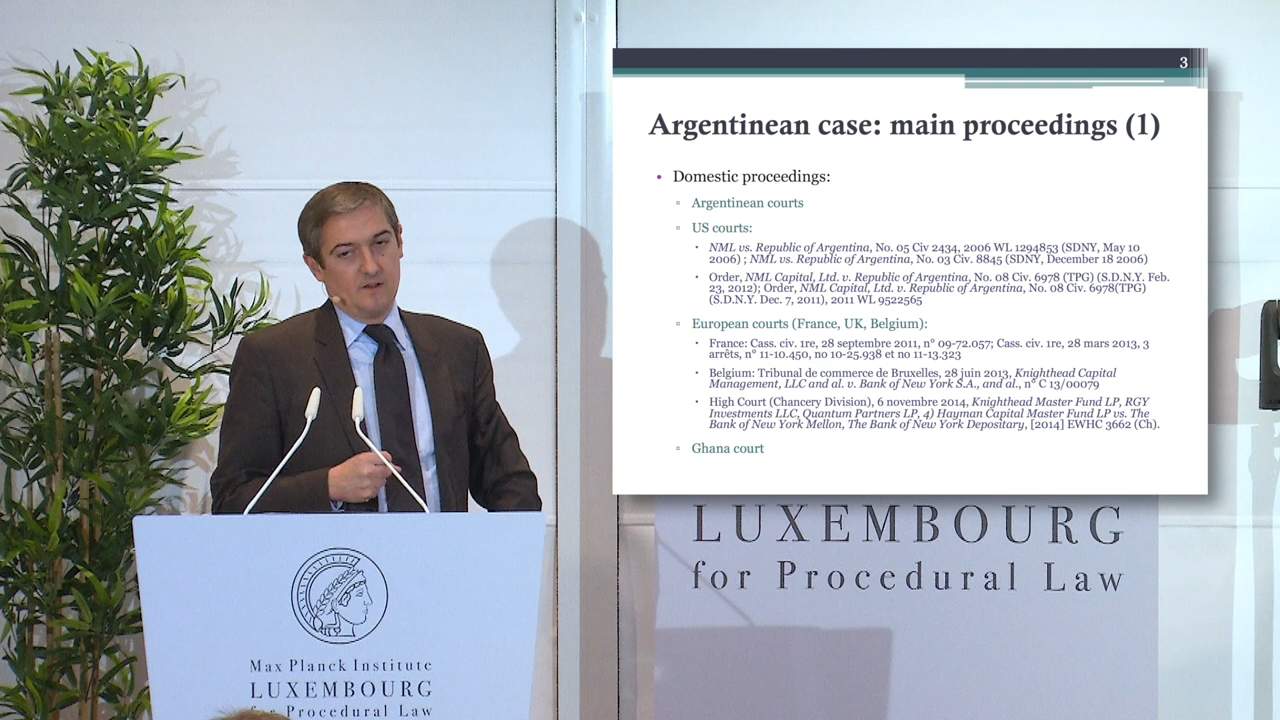 3
Argentinean case: main proceedings (1)
• Domestic proceedings:
▫ Argentinean courts
▫ US courts:
• NML vs. Republic of Argentina, No. 05 Civ 2434, 2006 WL 1294853 (SDNY, May 10
2006) ; NML vs. Republic of Argentina, No. 03 Civ. 8845 (SDNY, December 18 2006)
• Order, NML Capital, Ltd. v. Republic of Argentina, No. 08 Civ. 6978 (TPG) (S.D.N.Y. Feb.
23, 2012); Order, NML Capital, Ltd. v. Republic of Argentina, No. 08 Civ. 6978(TPG)
(S.D.N.Y. Dec. 7, 2011), 2011 WL 9522565
▫ European courts (France, UK, Belgium):
• France: Cass. civ. 1re, 28 septembre 2011, n° 09-72.057; Cass. civ. 1re, 28 mars 2013, 3
arrêts, n° 11-10.450, no 10-25.938 et no 11-13.323
• Belgium: Tribunal de commerce de Bruxelles, 28 juin 2013, Knighthead Capital
Management, LLC and al. v. Bank of New York S.A., and al., n° C 13/00079
• High Court (Chancery Division), 6 novembre 2014, Knighthead Master Fund LP, RGY
Investments LLC, Quantum Partners LP, 4) Hayman Capital Master Fund LP vs. The
Bank of New York Mellon, The Bank of New York Depositary, [2014] EWHC 3662 (Ch).
▫ Ghana court
LUXEMBOURG
for Procedural Law
Max Planck Institute
LUXEMBOURG
for Procedural Law